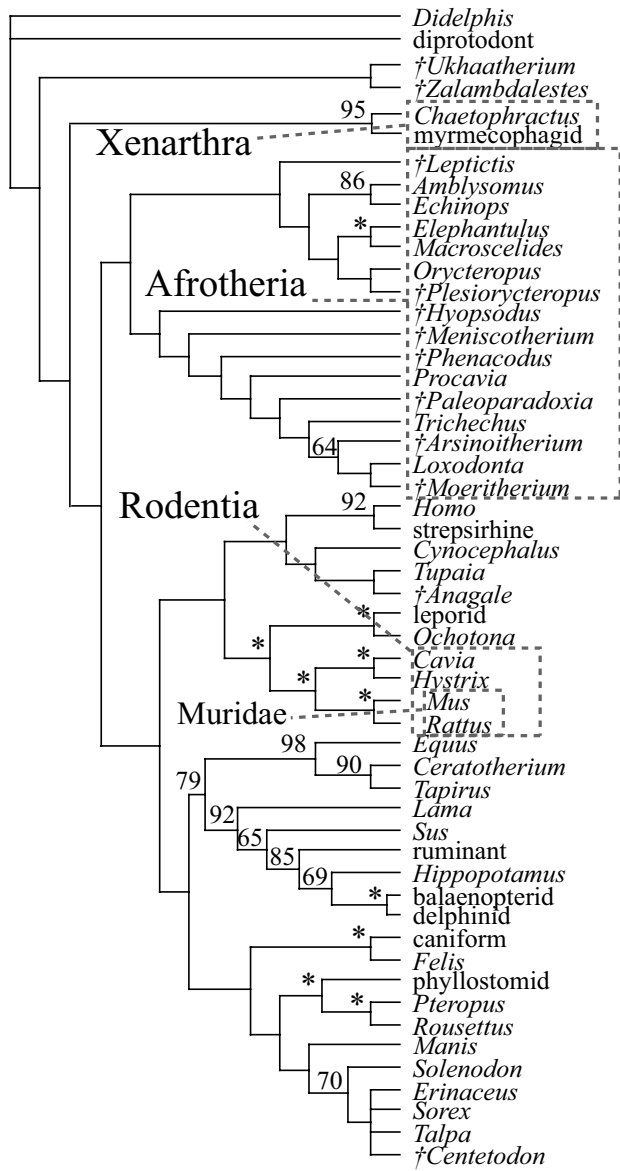 Didelphis
diprotodont
†Ukhaatherium
†Zalambdalestes
95
Chaetophractus
Xenarthra
myrmecophagid
†Leptictis
86
Amblysomus
Echinops
*
Elephantulus
Macroscelides
Afrotheria
Orycteropus
†Plesiorycteropus
†Hyopsodus
†Meniscotherium
†Phenacodus
Procavia
†Paleoparadoxia
Trichechus
64
†Arsinoitherium
Loxodonta
†Moeritherium
Rodentia
92
Homo
strepsirhine
Cynocephalus
Tupaia
†Anagale
*
leporid
*
Ochotona
*
*
Cavia
Hystrix
*
Mus
Muridae
Rattus
98
Equus
79
90
Ceratotherium
Tapirus
92
Lama
65
Sus
85
ruminant
69
Hippopotamus
*
balaenopterid
delphinid
*
caniform
Felis
*
phyllostomid
*
Pteropus
Rousettus
Manis
70
Solenodon
Erinaceus
Sorex
Talpa
†Centetodon